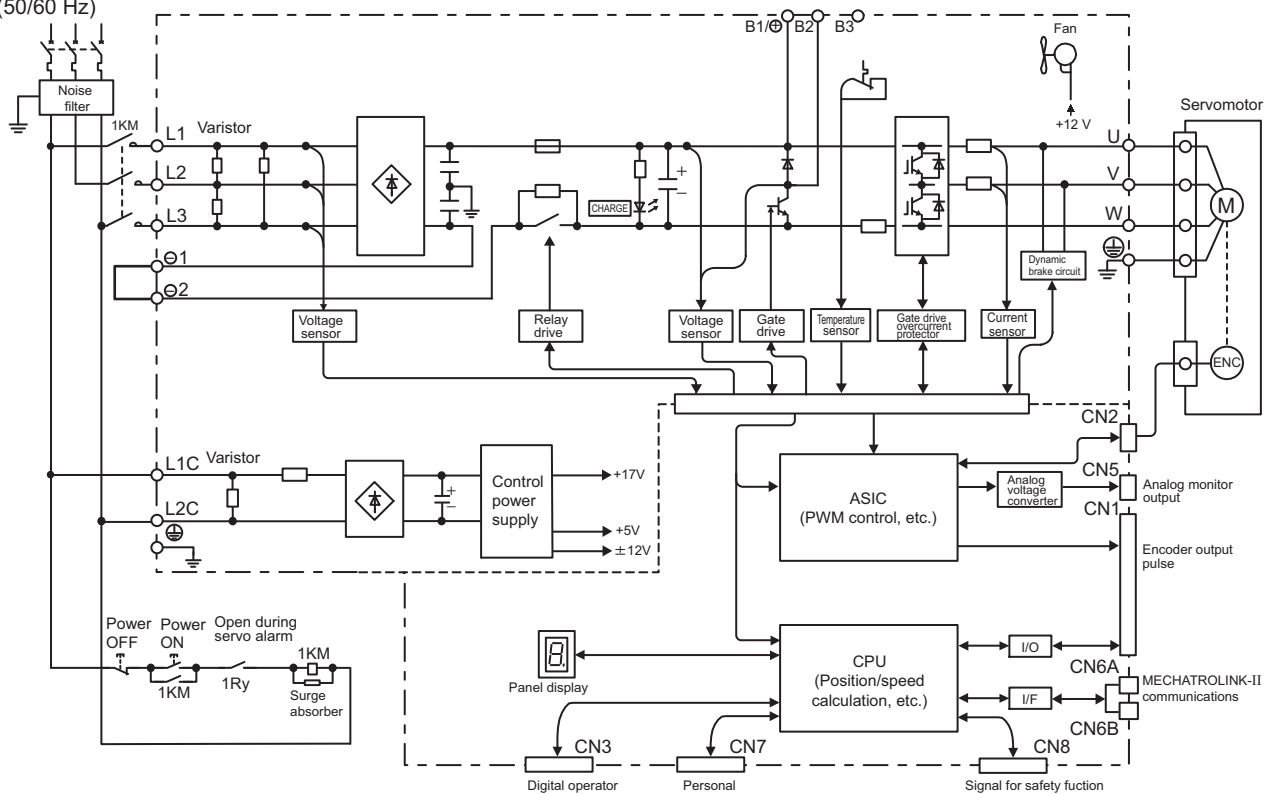 (50/60 Hz)
B1/⊕ B2 B3
Fan
+12 V
Noise
filter
1KM
L1 Varistor
L2
L3
⊖1
⊖2
CHARGE
U
V
W
Servomotor
M
ENC
Dynamic
brake circuit
Voltage
sensor
Relay
drive
Voltage
sensor
Gate
drive
Temperature
sensor
Gate drive
overcurrent
protector
Current
sensor
L1C Varistor
L2C
+
–
+
–
Control
power
supply
+17V
+5V
±12V
ASIC
(PWM control, etc.)
Analog
voltage
converter
CN2
CN5
Analog monitor
output
CN1
Encoder output
pulse
Power
OFF
Power
ON
Open during
servo alarm
1KM
1KM
1Ry
Surge
absorber
8.
Panel display
CPU
(Position/speed
calculation, etc.)
I/O
I/F
CN6A
MECHATROLINK-II
communications
CN6B
CN3
CN7
CN8
Digital operator
Personal
Signal for safety fuction